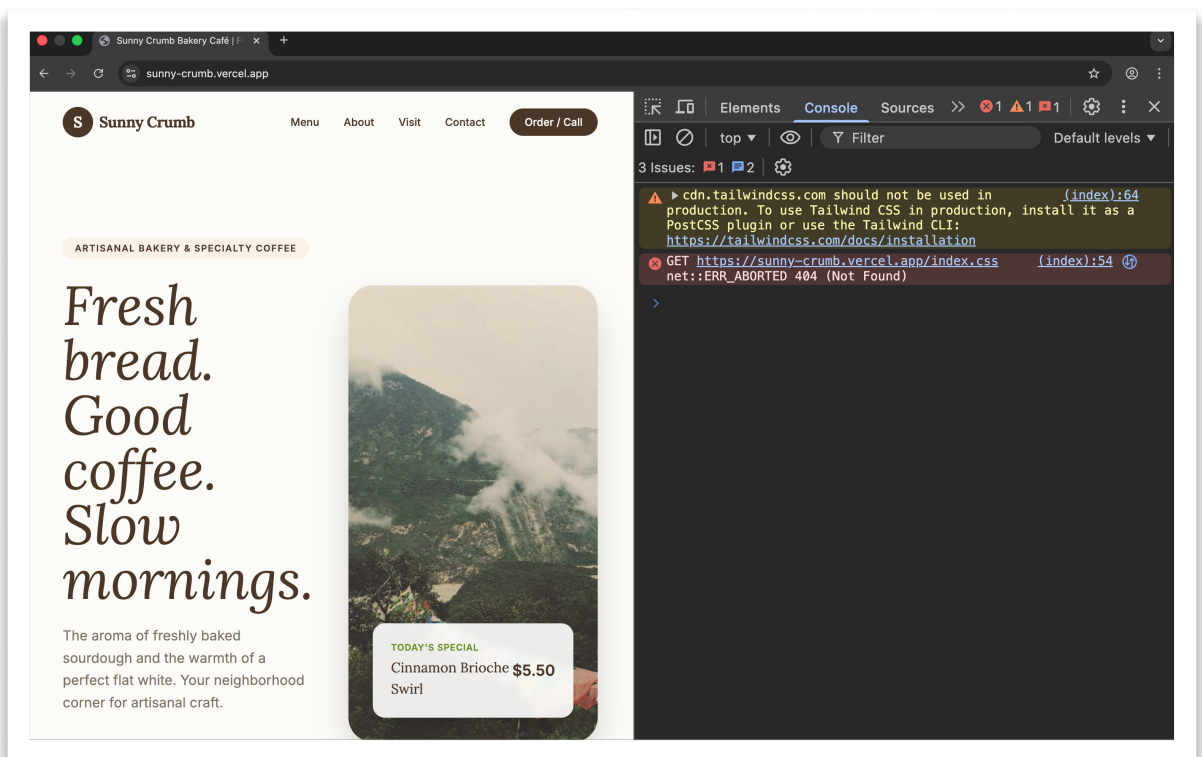 Sunny Crumb Bakery Café | F
sunny-crumb.vercel.app
S Sunny Crumb
Menu About Visit Contact Order / Call
ARTISANAL BAKERY & SPECIALTY COFFEE
Fresh
bread.
Good
coffee.
Slow
mornings.
The aroma of freshly baked
sourdough and the warmth of a
perfect flat white. Your neighborhood
corner for artisanal craft.
TODAY'S SPECIAL
Cinnamon Brioche $5.50
Swirl
Elements Console Sources 1 1 1
top Filter Default levels
3 Issues: 1 2
cdn.tailwindcss.com should not be used in (index):64
production. To use Tailwind CSS in production, install it as a
PostCSS plugin or use the Tailwind CLI:
https://tailwindcss.com/docs/installation
GET https://sunny-crumb.vercel.app/index.css (index):54
net::ERR_ABORTED 404 (Not Found)